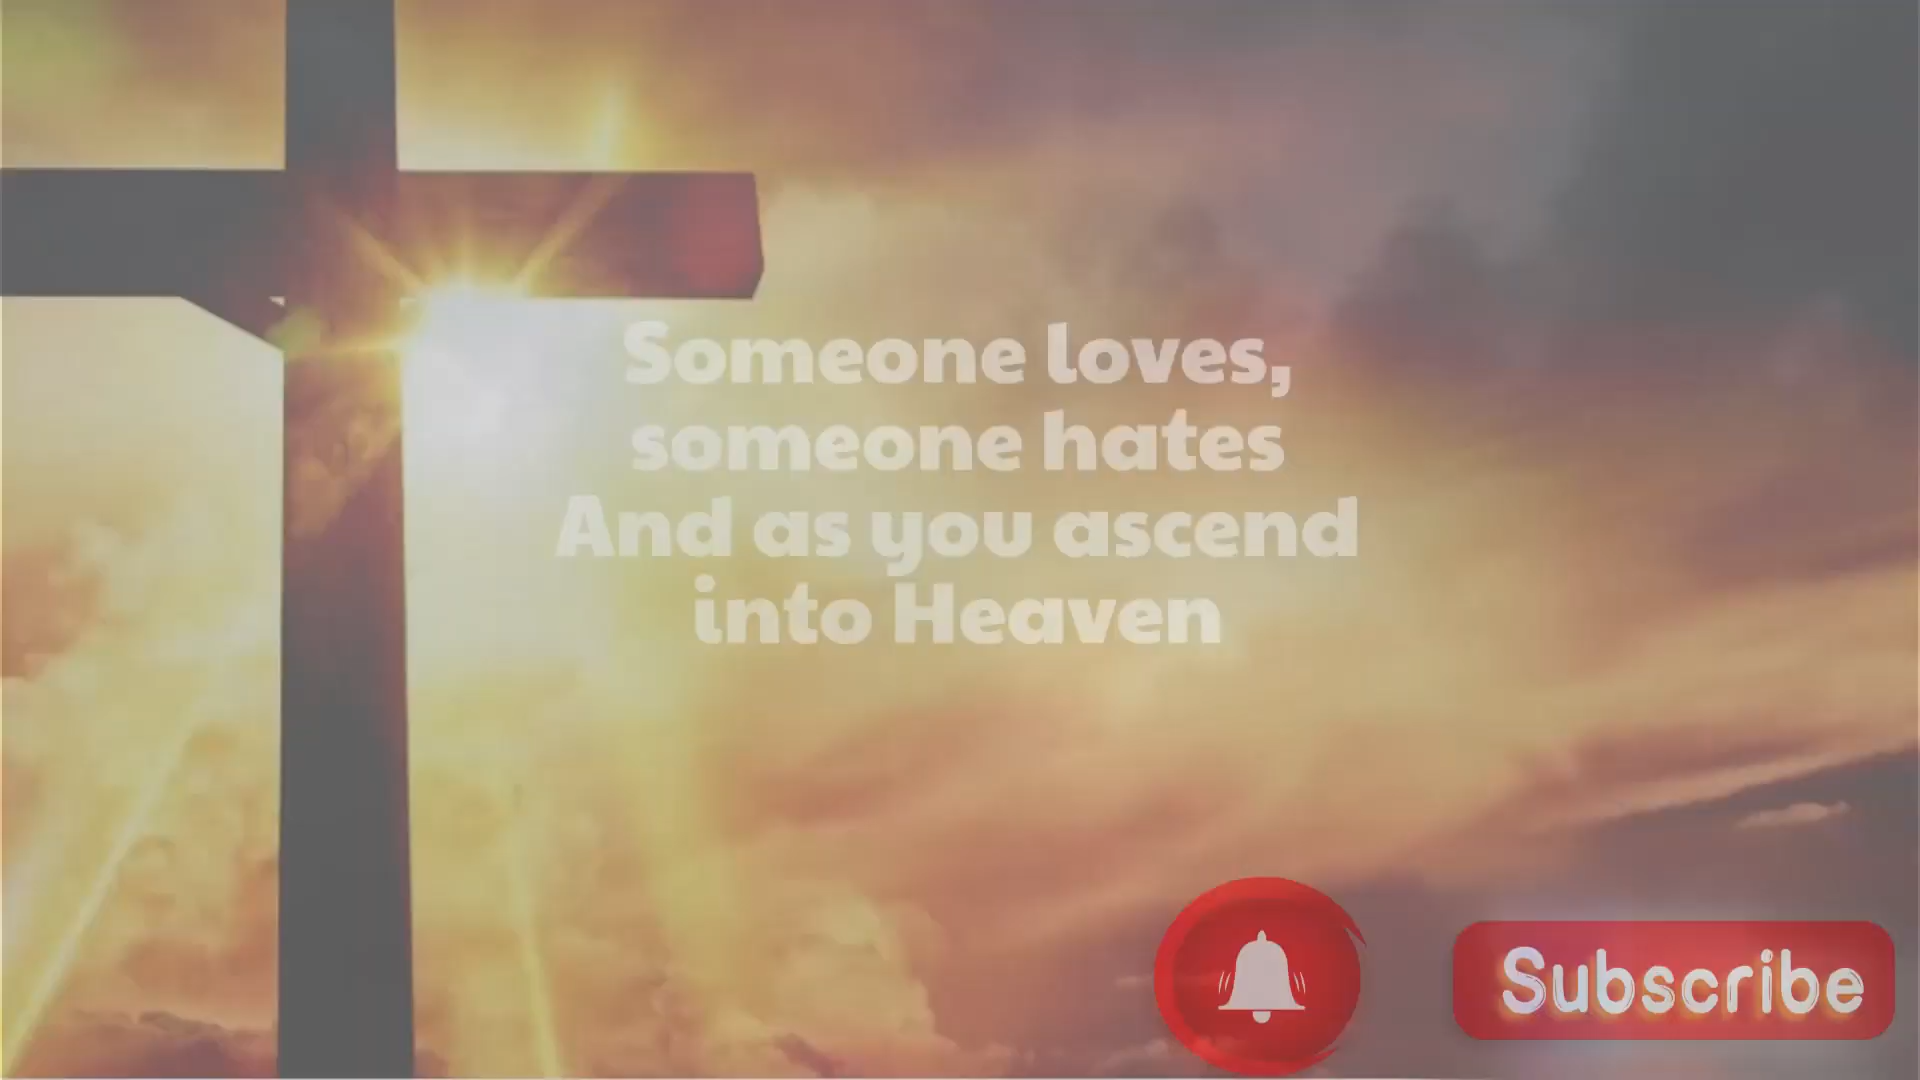 Someone loves,
someone hates
And as you ascend
into Heaven
Subscribe